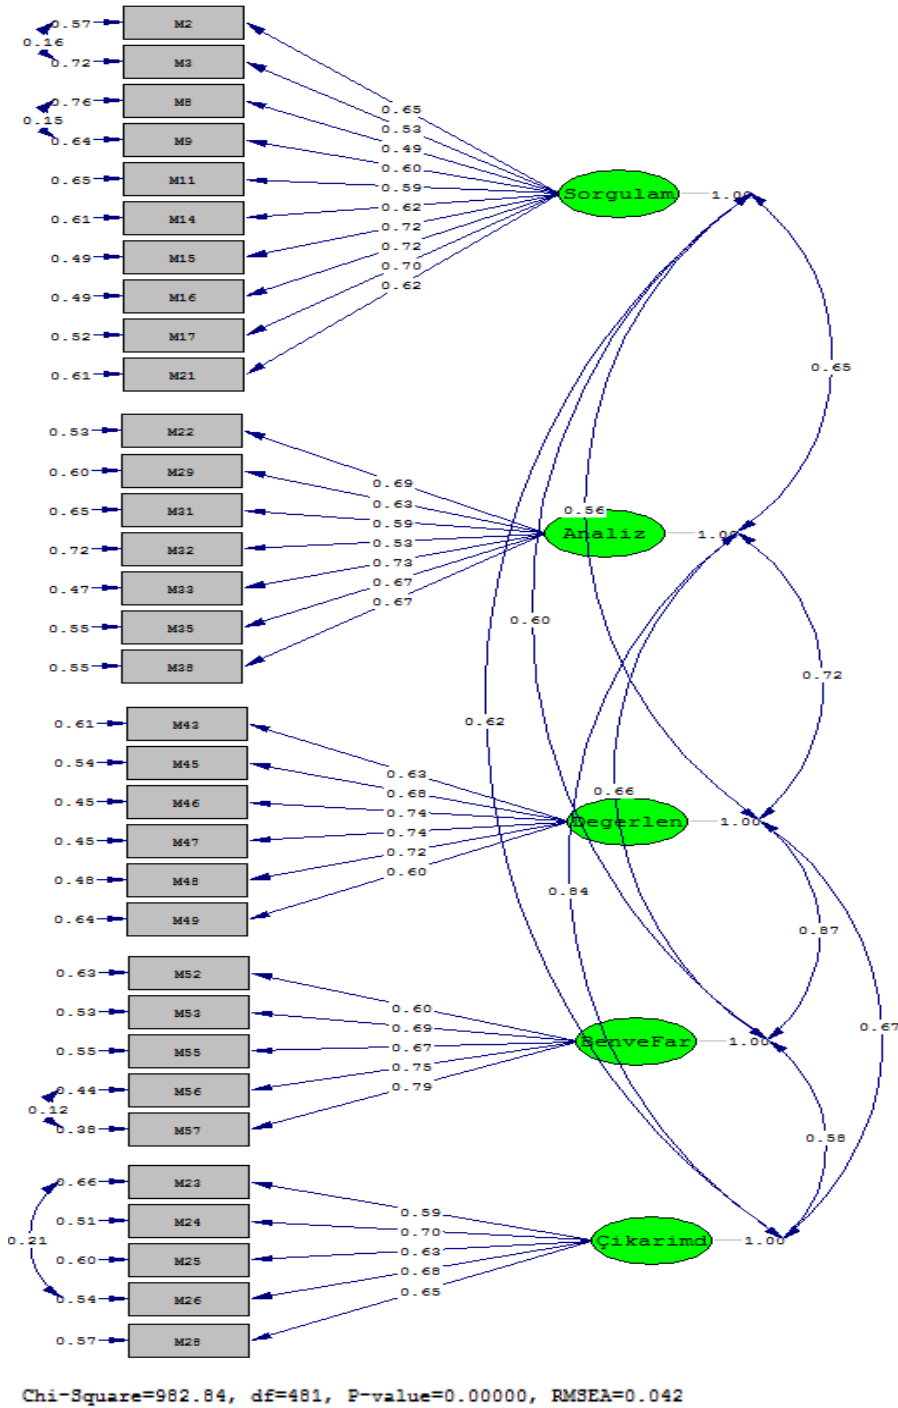 0.57 M2
0.16
0.72 M3
0.76 M8
0.15
0.64 M9
0.65 M11
0.61 M14
0.49 M15
0.49 M16
0.52 M17
0.61 M21
0.65
0.53
0.49
0.60
0.59
0.62
0.72
0.72
0.70
0.62
Sorgulam 1.00
0.65
0.53 M22
0.60 M29
0.65 M31
0.72 M32
0.47 M33
0.55 M35
0.55 M38
0.69
0.63
0.59
0.53
0.73
0.67
0.67
0.56
Analiz 1.00
0.60
0.72
0.62
0.61 M43
0.54 M45
0.45 M46
0.45 M47
0.48 M48
0.64 M49
0.63
0.68
0.74
0.74
0.72
0.60
0.66
Degerlen 1.00
0.84
0.87
0.63 M52
0.53 M53
0.55 M55
0.44 M56
0.12
0.38 M57
0.60
0.69
0.67
0.75
0.79
BenveFar 1.00
0.67
0.58
0.66 M23
0.51 M24
0.21
0.60 M25
0.54 M26
0.57 M28
0.59
0.70
0.63
0.68
0.65
Çikarimd 1.00
Chi-Square=982.84, df=481, P-value=0.00000, RMSEA=0.042